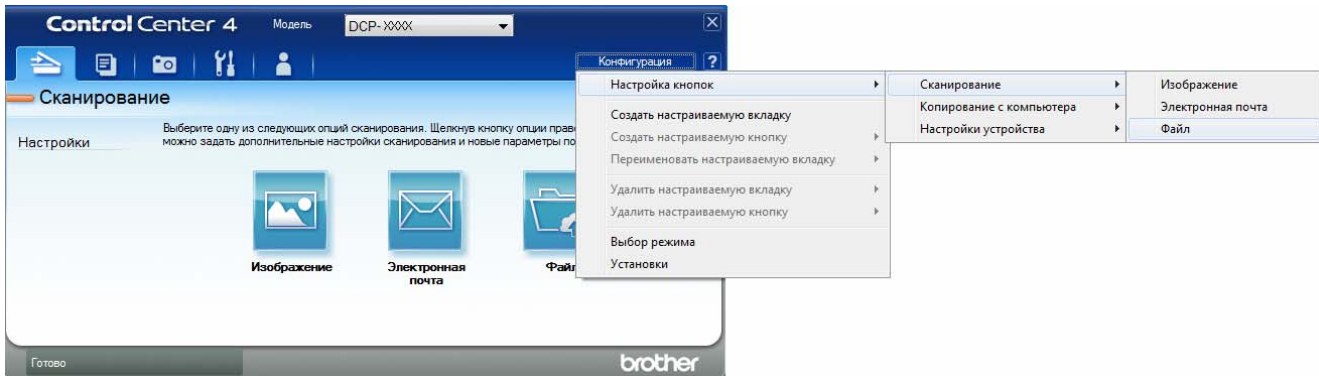 Control Center 4
Модель
DCP-XXXX
Конфигурация
?
Сканирование
Настройки
Выберите одну из следующих опций сканирования. Щелкнув кнопку опции прав
можно задать дополнительные настройки сканирования и новые параметры по
Изображение
Электронная
почта
Файл
Настройка кнопок
Создать настраиваемую вкладку
Создать настраиваемую кнопку
Переименовать настраиваемую вкладку
Удалить настраиваемую вкладку
Удалить настраиваемую кнопку
Выбор режима
Установки
Сканирование
Копирование с компьютера
Настройки устройства
Изображение
Электронная почта
Файл
Готово
brother